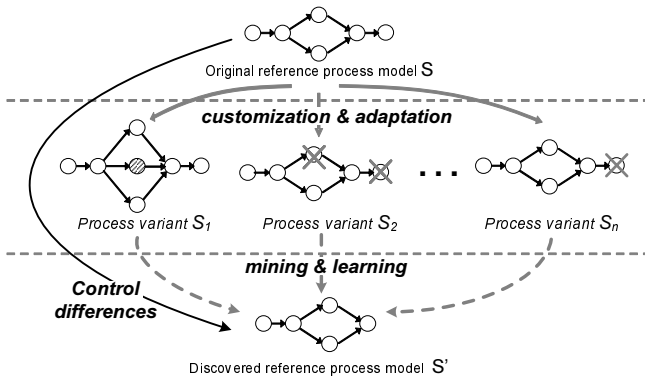 Original reference process model S
customization & adaptation
. . .
Process variant S1
Process variant S2
Process variant Sn
mining & learning
Control
differences
Discovered reference process model S'